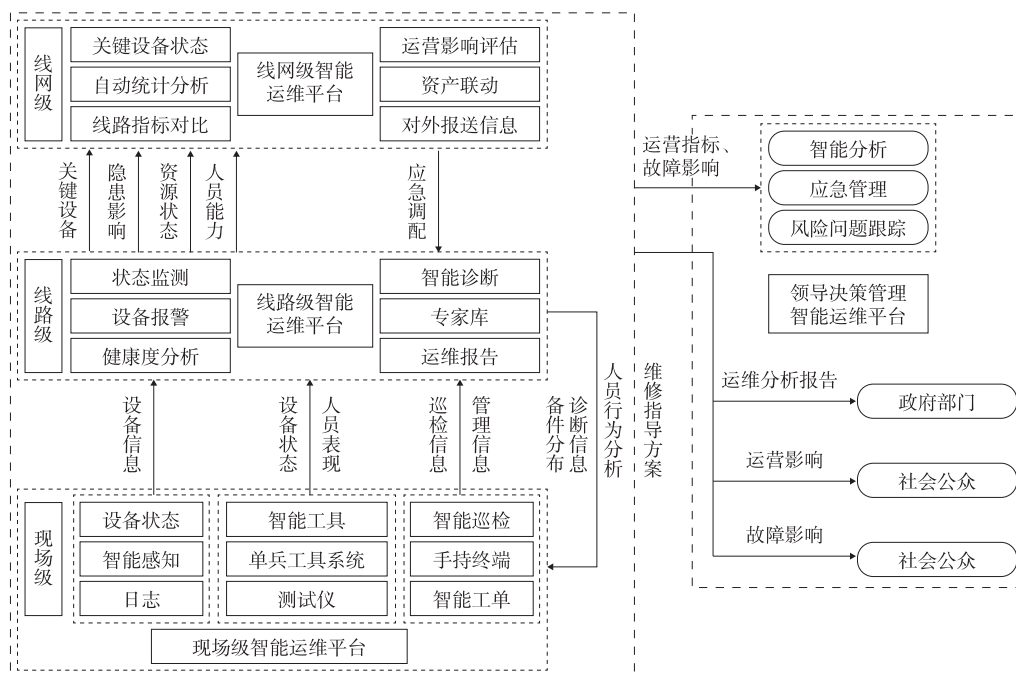 线网级
关键设备状态
自动统计分析
线路指标对比
线网级智能
运维平台
运营影响评估
资产联动
对外报送信息
关键设备
隐患影响
资源状态
人员能力
应急调配
线路级
状态监测
设备报警
健康度分析
线路级智能
运维平台
智能诊断
专家库
运维报告
设备信息
设备状态
人员表现
巡检信息
管理信息
备件分布
诊断信息
人员行为分析
维修指导方案
现场级
设备状态
智能感知
日志
智能工具
单兵工具系统
测试仪
智能巡检
手持终端
智能工单
现场级智能运维平台
运营指标、
故障影响
智能分析
应急管理
风险问题跟踪
领导决策管理
智能运维平台
运维分析报告
政府部门
运营影响
社会公众
故障影响
社会公众